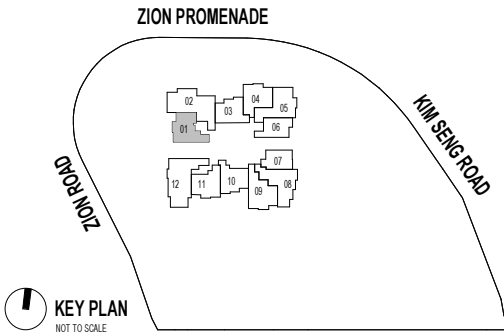 ZION PROMENADE
02
04
03
05
01
06
KIM SENG ROAD
ZION ROAD
07
12
11
10
09
08
KEY PLAN
NOT TO SCALE